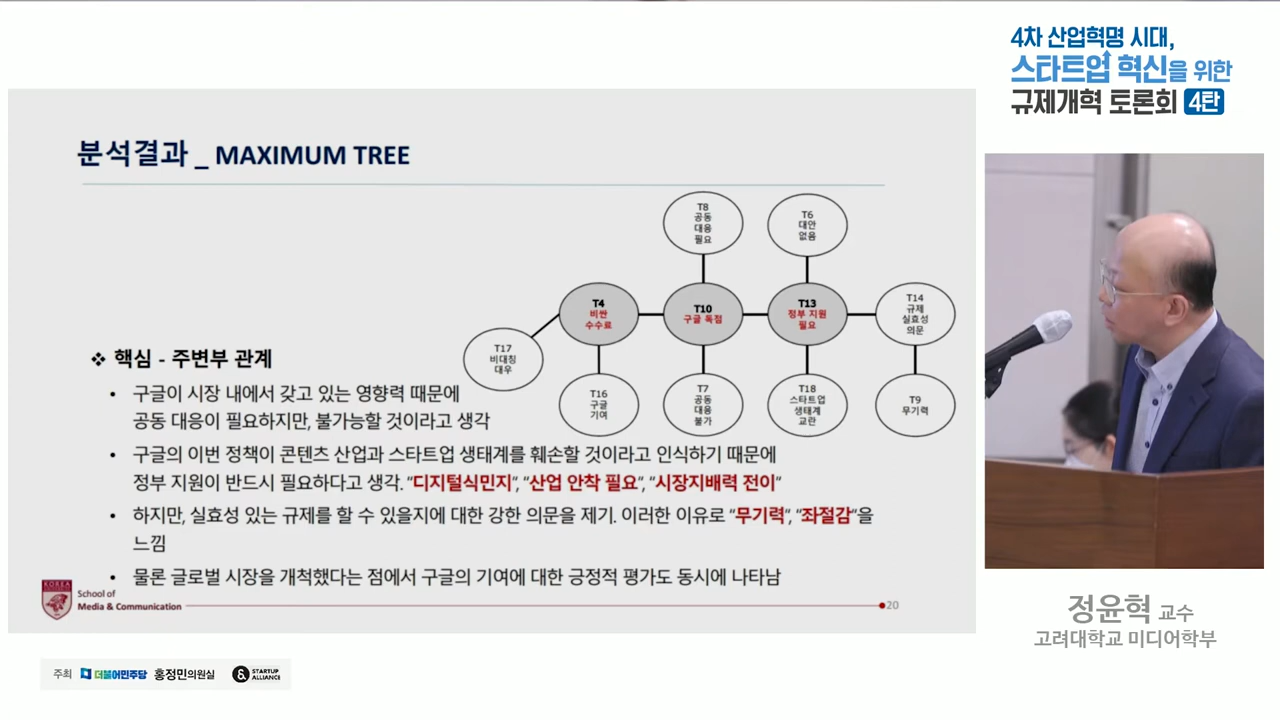 4차 산업혁명 시대,
스타트업 혁신을 위한
규제개혁 토론회 4탄
분석결과 _ MAXIMUM TREE
T8
공동
대응
필요
T6
대안
없음
T4
비싼
수수료
T10
구글 독점
T13
정부 지원
필요
T14
규제
실효성
의문
T17
비대칭
대우
T16
구글
기여
T7
공동
대응
불가
T18
스타트업
생태계
교란
T9
무기력
❖ 핵심 - 주변부 관계
• 구글이 시장 내에서 갖고 있는 영향력 때문에
공동 대응이 필요하지만, 불가능할 것이라고 생각
• 구글의 이번 정책이 콘텐츠 산업과 스타트업 생태계를 훼손할 것이라고 인식하기 때문에
정부 지원이 반드시 필요하다고 생각. “디지털식민지”, “산업 안착 필요”, “시장지배력 전이“
• 하지만, 실효성 있는 규제를 할 수 있을지에 대한 강한 의문을 제기. 이러한 이유로 “무기력”, “좌절감“을
느낌
• 물론 글로벌 시장을 개척했다는 점에서 구글의 기여에 대한 긍정적 평가도 동시에 나타남
KOREA
School of
Media & Communication
20
정윤혁 교수
고려대학교 미디어학부
주최 더불어민주당 홍정민의원실 & STARTUP
ALLIANCE